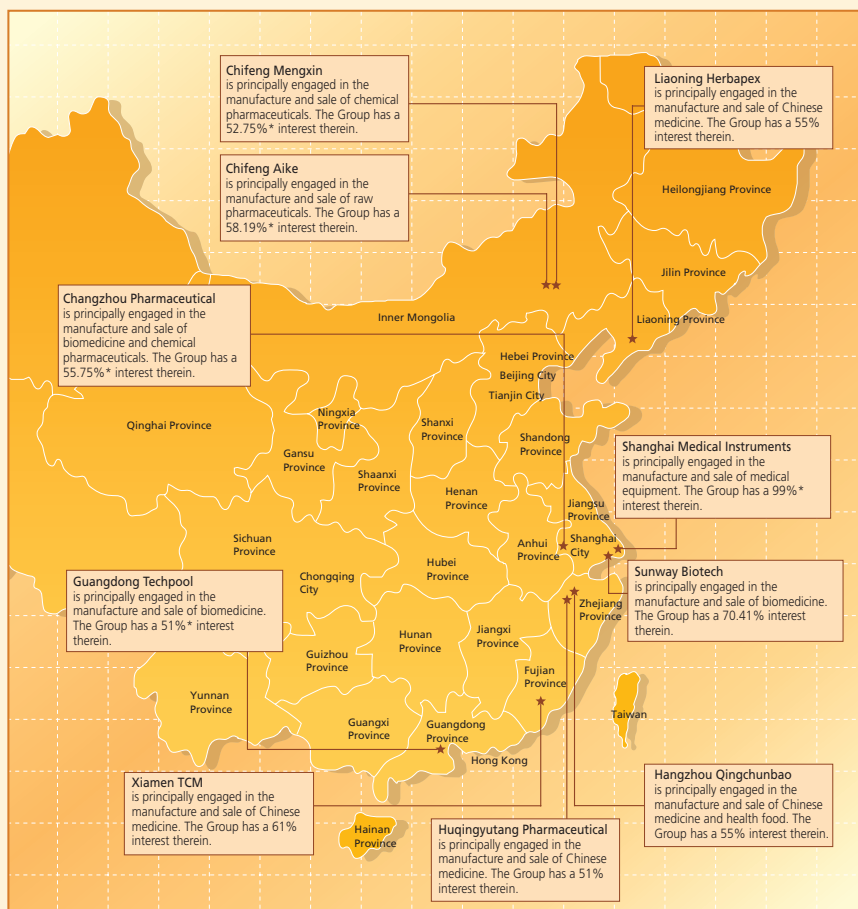 Chifeng Mengxin
is principally engaged in the
manufacture and sale of chemical
pharmaceuticals. The Group has a
52.75%* interest therein.
Liaoning Herbapex
is principally engaged in the
manufacture and sale of Chinese
medicine. The Group has a 55%
interest therein.
Chifeng Aike
is principally engaged in the
manufacture and sale of raw
pharmaceuticals. The Group has a
58.19%* interest therein.
Heilongjiang Province
Jilin Province
Changzhou Pharmaceutical
is principally engaged in the
manufacture and sale of
biomedicine and chemical
pharmaceuticals. The Group has a
55.75%* interest therein.
Inner Mongolia
Liaoning Province
Hebei Province
Beijing City
Tianjin City
Qinghai Province
Ningxia
Province
Gansu
Province
Shanxi
Province
Shaanxi
Province
Shandong
Province
Henan
Province
Shanghai Medical Instruments
is principally engaged in the
manufacture and sale of medical
equipment. The Group has a 99%*
interest therein.
Jiangsu
Province
Anhui
Province
Shanghai
City
Sichuan
Province
Chongqing
City
Hubei
Province
Sunway Biotech
is principally engaged in the
manufacture and sale of biomedicine.
The Group has a 70.41% interest
therein.
Zhejiang
Province
Guangdong Techpool
is principally engaged in the
manufacture and sale of biomedicine.
The Group has a 51%* interest
therein.
Guizhou
Province
Hunan
Province
Jiangxi
Province
Fujian
Province
Yunnan
Province
Guangxi
Province
Guangdong
Province
Hong Kong
Taiwan
Xiamen TCM
is principally engaged in the
manufacture and sale of Chinese
medicine. The Group has a 61%
interest therein.
Hainan
Province
Huqingyutang Pharmaceutical
is principally engaged in the
manufacture and sale of Chinese
medicine. The Group has a 51%
interest therein.
Hangzhou Qingchunbao
is principally engaged in the
manufacture and sale of Chinese
medicine and health food. The
Group has a 55% interest therein.